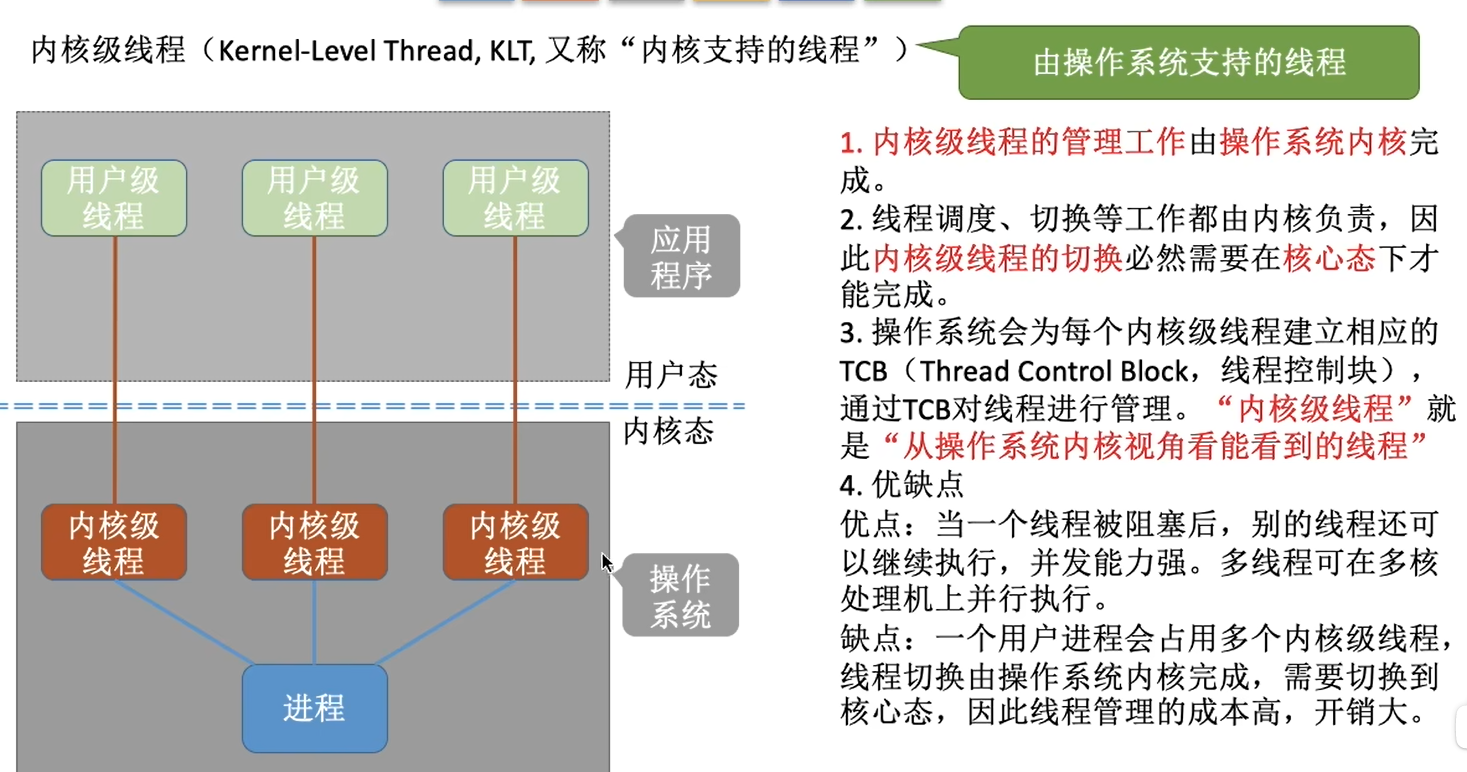 内核级线程（Kernel-Level Thread, KLT, 又称“内核支持的线程”）
由操作系统支持的线程
用户级
线程
用户级
线程
用户级
线程
应用
程序
用户态
内核态
内核级
线程
内核级
线程
内核级
线程
操作
系统
进程
1. 内核级线程的管理工作由操作系统内核完
成。
2. 线程调度、切换等工作都由内核负责，因
此内核级线程的切换必然需要在核心态下才
能完成。
3. 操作系统会为每个内核级线程建立相应的
TCB（Thread Control Block，线程控制块），
通过TCB对线程进行管理。“内核级线程”就
是“从操作系统内核视角看能看到的线程”
4. 优缺点
优点：当一个线程被阻塞后，别的线程还可
以继续执行，并发能力强。多线程可在多核
处理机上并行执行。
缺点：一个用户进程会占用多个内核级线程，
线程切换由操作系统内核完成，需要切换到
核心态，因此线程管理的成本高，开销大。